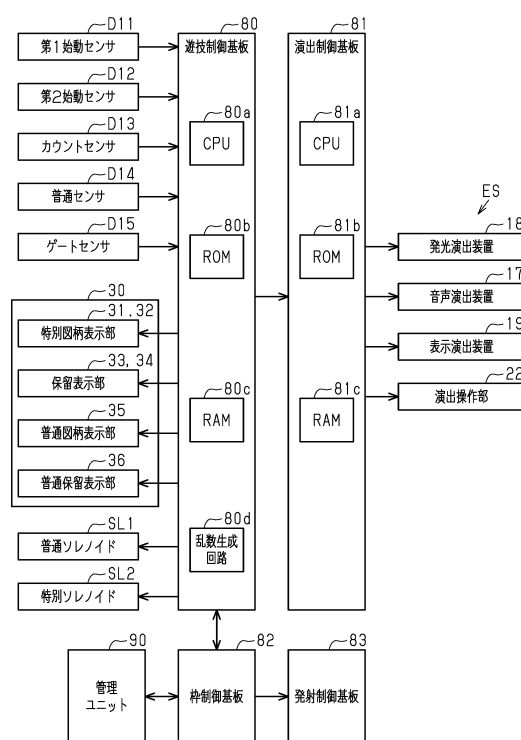 D11
第1始動センサ
D12
第2始動センサ
D13
カウントセンサ
D14
普通センサ
D15
ゲートセンサ
30
31, 32
特別図柄表示部
33, 34
保留表示部
35
普通図柄表示部
36
普通保留表示部
SL1
普通ソレノイド
SL2
特別ソレノイド
80
遊技制御基板
80a
CPU
80b
ROM
80c
RAM
80d
乱数生成
回路
81
演出制御基板
81a
CPU
81b
ROM
81c
RAM
ES
18
発光演出装置
17
音声演出装置
19
表示演出装置
22
演出操作部
90
管理
ユニット
82
枠制御基板
83
発射制御基板